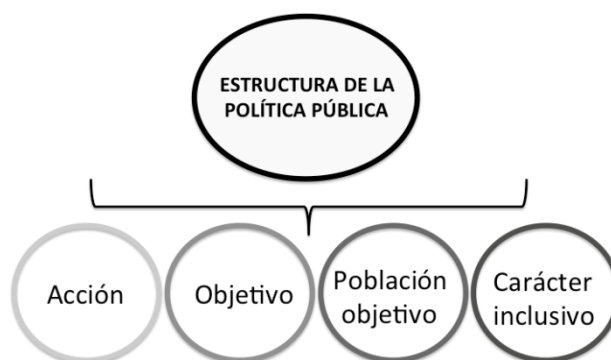 ESTRUCTURA DE LA
POLÍTICA PÚBLICA
Acción
Objetivo
Población
objetivo
Carácter
inclusivo